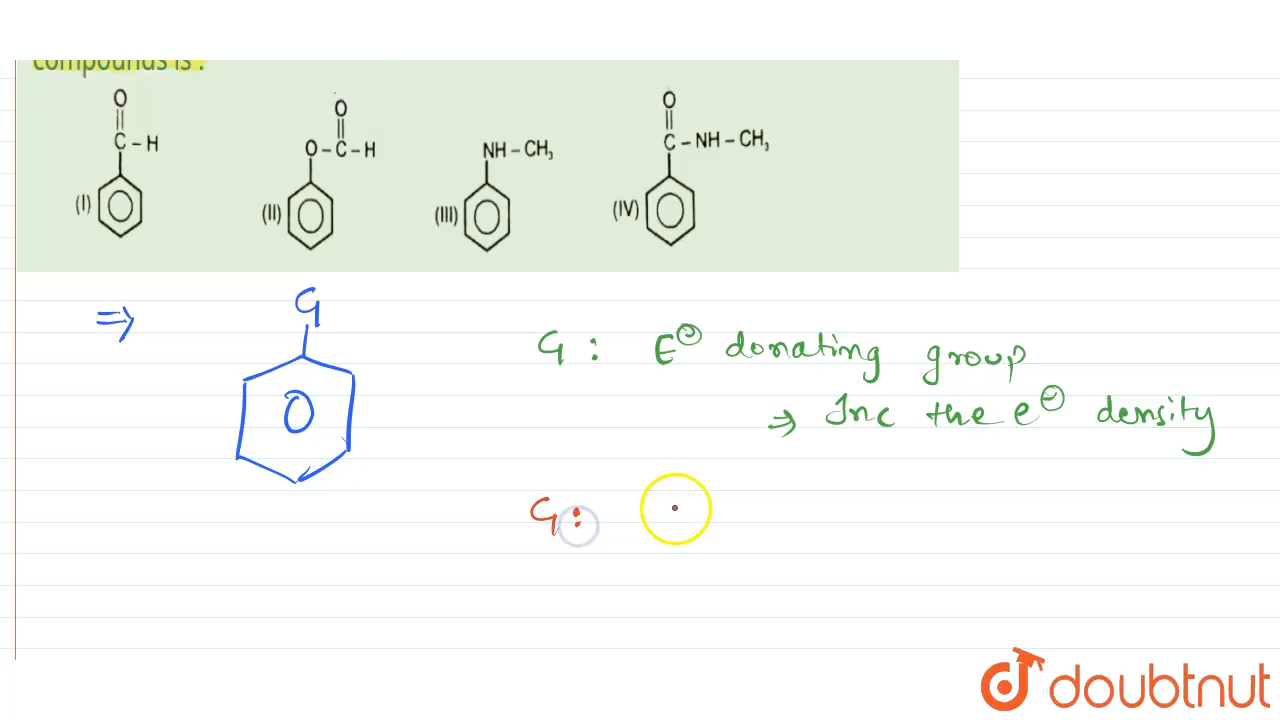 compounds is :
O
O
O
C - H
O - C - H
NH - CH₃
C - NH - CH₃
(I)
(II)
(III)
(IV)
⇒
G
G : E⊖ donating group
⇒ Inc the e⊖ density
G :
doubtnut